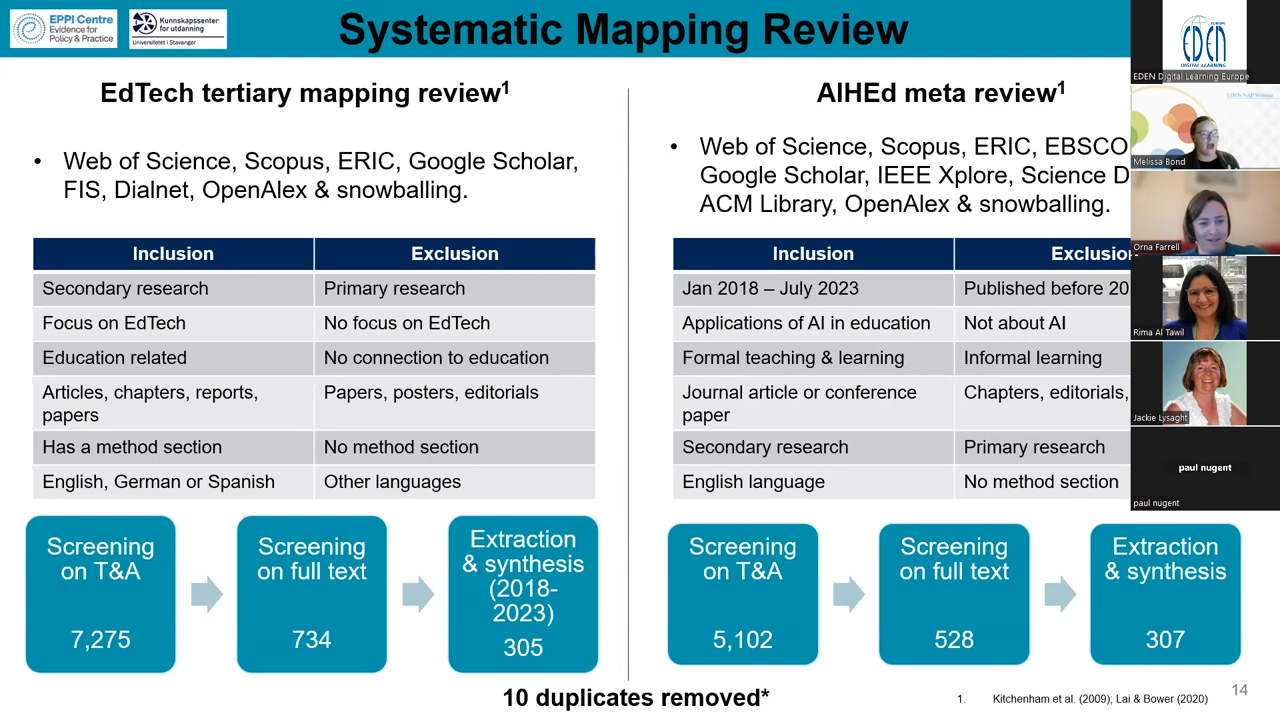 EPPI Centre
Evidence for
Policy & Practice
Kunnskapssenter
for utdanning
Universitetet i Stavanger
Systematic Mapping Review
EdTech tertiary mapping review1
• Web of Science, Scopus, ERIC, Google Scholar,
FIS, Dialnet, OpenAlex & snowballing.
Inclusion Exclusion
Secondary research Primary research
Focus on EdTech No focus on EdTech
Education related No connection to education
Articles, chapters, reports,
papers
Papers, posters, editorials
Has a method section No method section
English, German or Spanish Other languages
Screening
on T&A
7,275
Screening
on full text
734
Extraction
& synthesis
(2018-
2023)
305
AIHEd meta review1
• Web of Science, Scopus, ERIC, EBSCO
Google Scholar, IEEE Xplore, Science D
ACM Library, OpenAlex & snowballing.
Inclusion Exclusion
Jan 2018 – July 2023 Published before 20
Applications of AI in education Not about AI
Formal teaching & learning Informal learning
Journal article or conference
paper
Chapters, editorials,
Secondary research Primary research
English language No method section
Screening
on T&A
5,102
Screening
on full text
528
Extraction
& synthesis
307
10 duplicates removed*
1. Kitchenham et al. (2009); Lai & Bower (2020)
14
EUROPE
EDEN
DIGITAL LEARNING
EDEN Digital Learning Europe
EDEN NAP Webinar
Melissa Bond
Orna Farrell
Rima Al Tawil
Jackie Lysaght
paul nugent
paul nugent